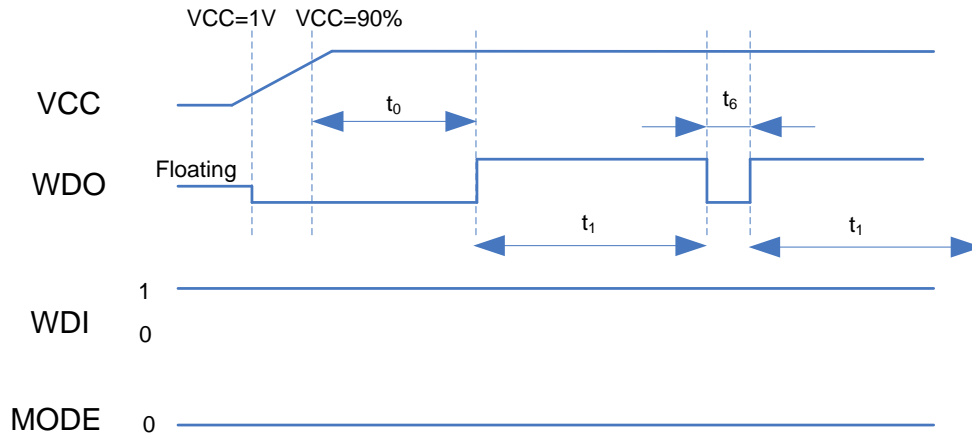 VCC=1V VCC=90%
VCC
t0
t6
Floating
WDO
t1
t1
1
WDI
0
MODE 0